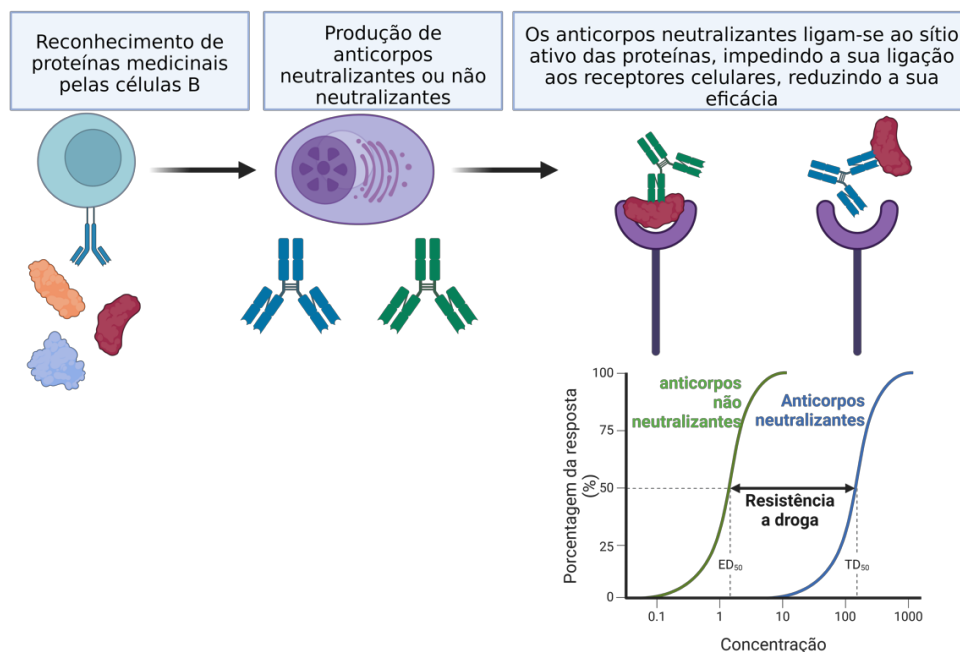 Reconhecimento de
proteínas medicinais
pelas células B
Produção de
anticorpos
neutralizantes ou não
neutralizantes
Os anticorpos neutralizantes ligam-se ao sítio
ativo das proteínas, impedindo a sua ligação
aos receptores celulares, reduzindo a sua
eficácia
Porcentagem da resposta
(%)
100
75
50
25
0
anticorpos
não
neutralizantes
Anticorpos
neutralizantes
Resistência
a droga
ED50
TD50
0.1
1
10
100
1000
Concentração